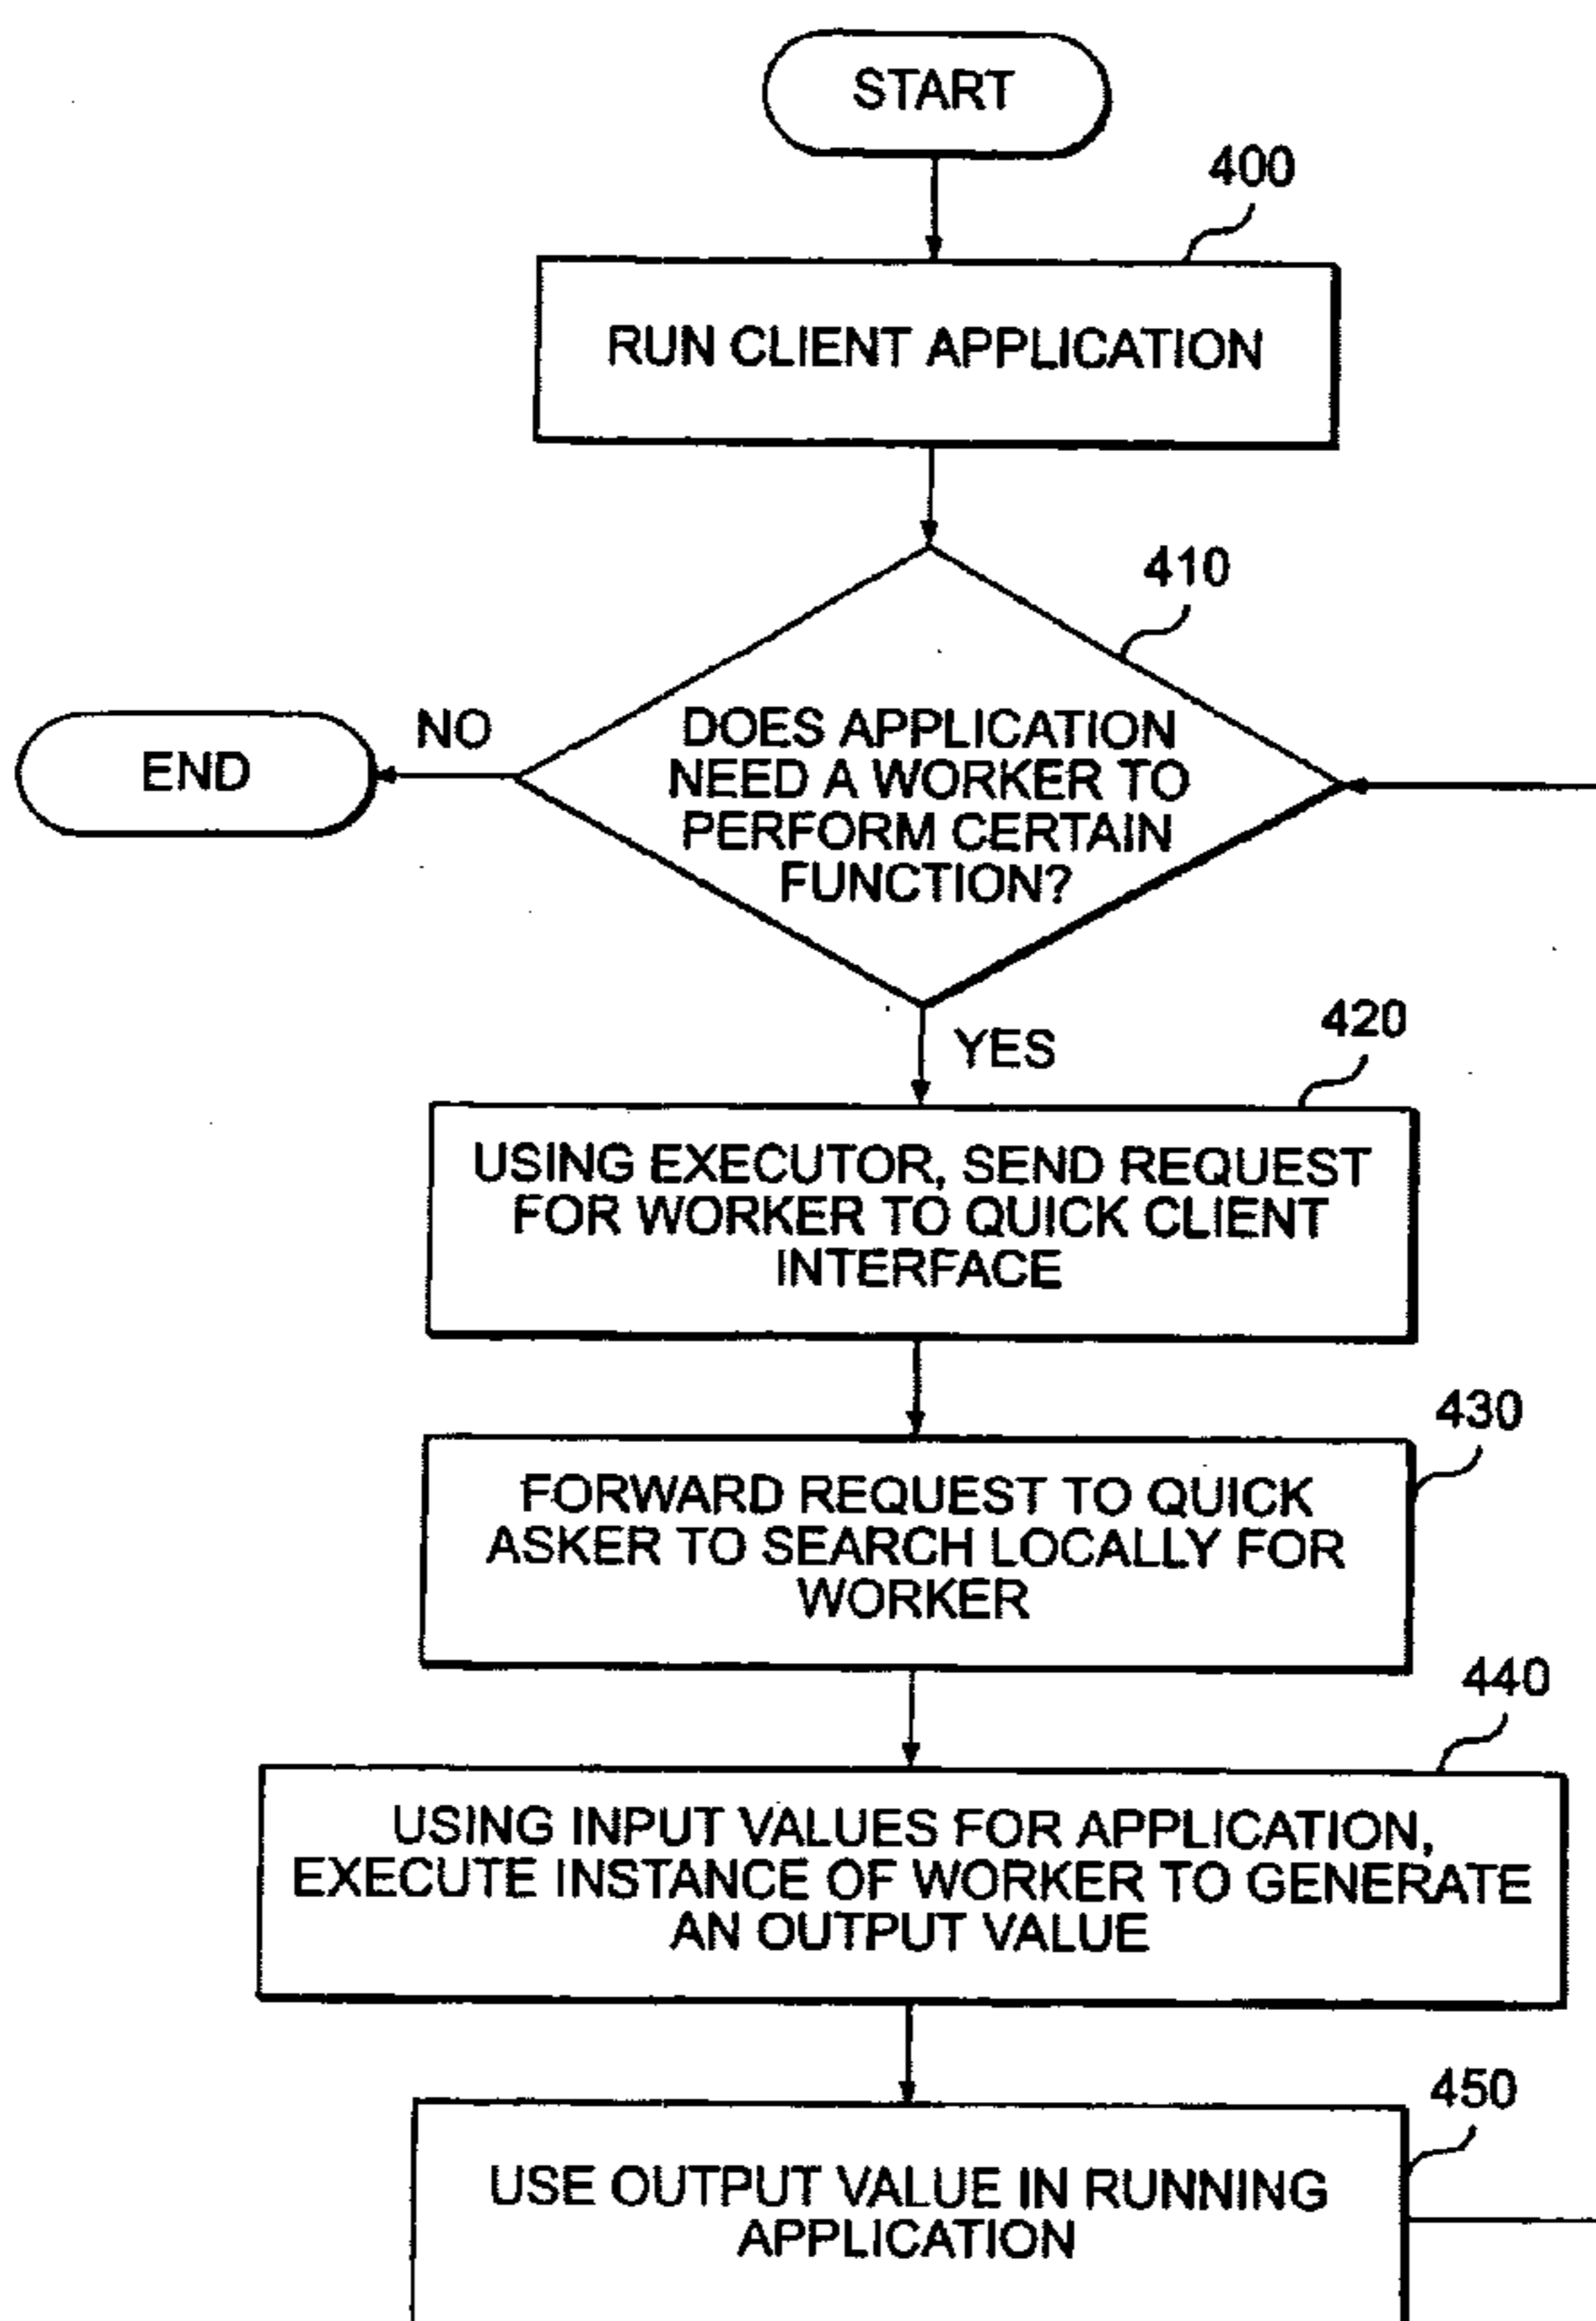 START
400
RUN CLIENT APPLICATION
410
DOES APPLICATION
NEED A WORKER TO
PERFORM CERTAIN
FUNCTION?
NO
END
YES
420
USING EXECUTOR, SEND REQUEST
FOR WORKER TO QUICK CLIENT
INTERFACE
430
FORWARD REQUEST TO QUICK
ASKER TO SEARCH LOCALLY FOR
WORKER
440
USING INPUT VALUES FOR APPLICATION,
EXECUTE INSTANCE OF WORKER TO GENERATE
AN OUTPUT VALUE
450
USE OUTPUT VALUE IN RUNNING
APPLICATION